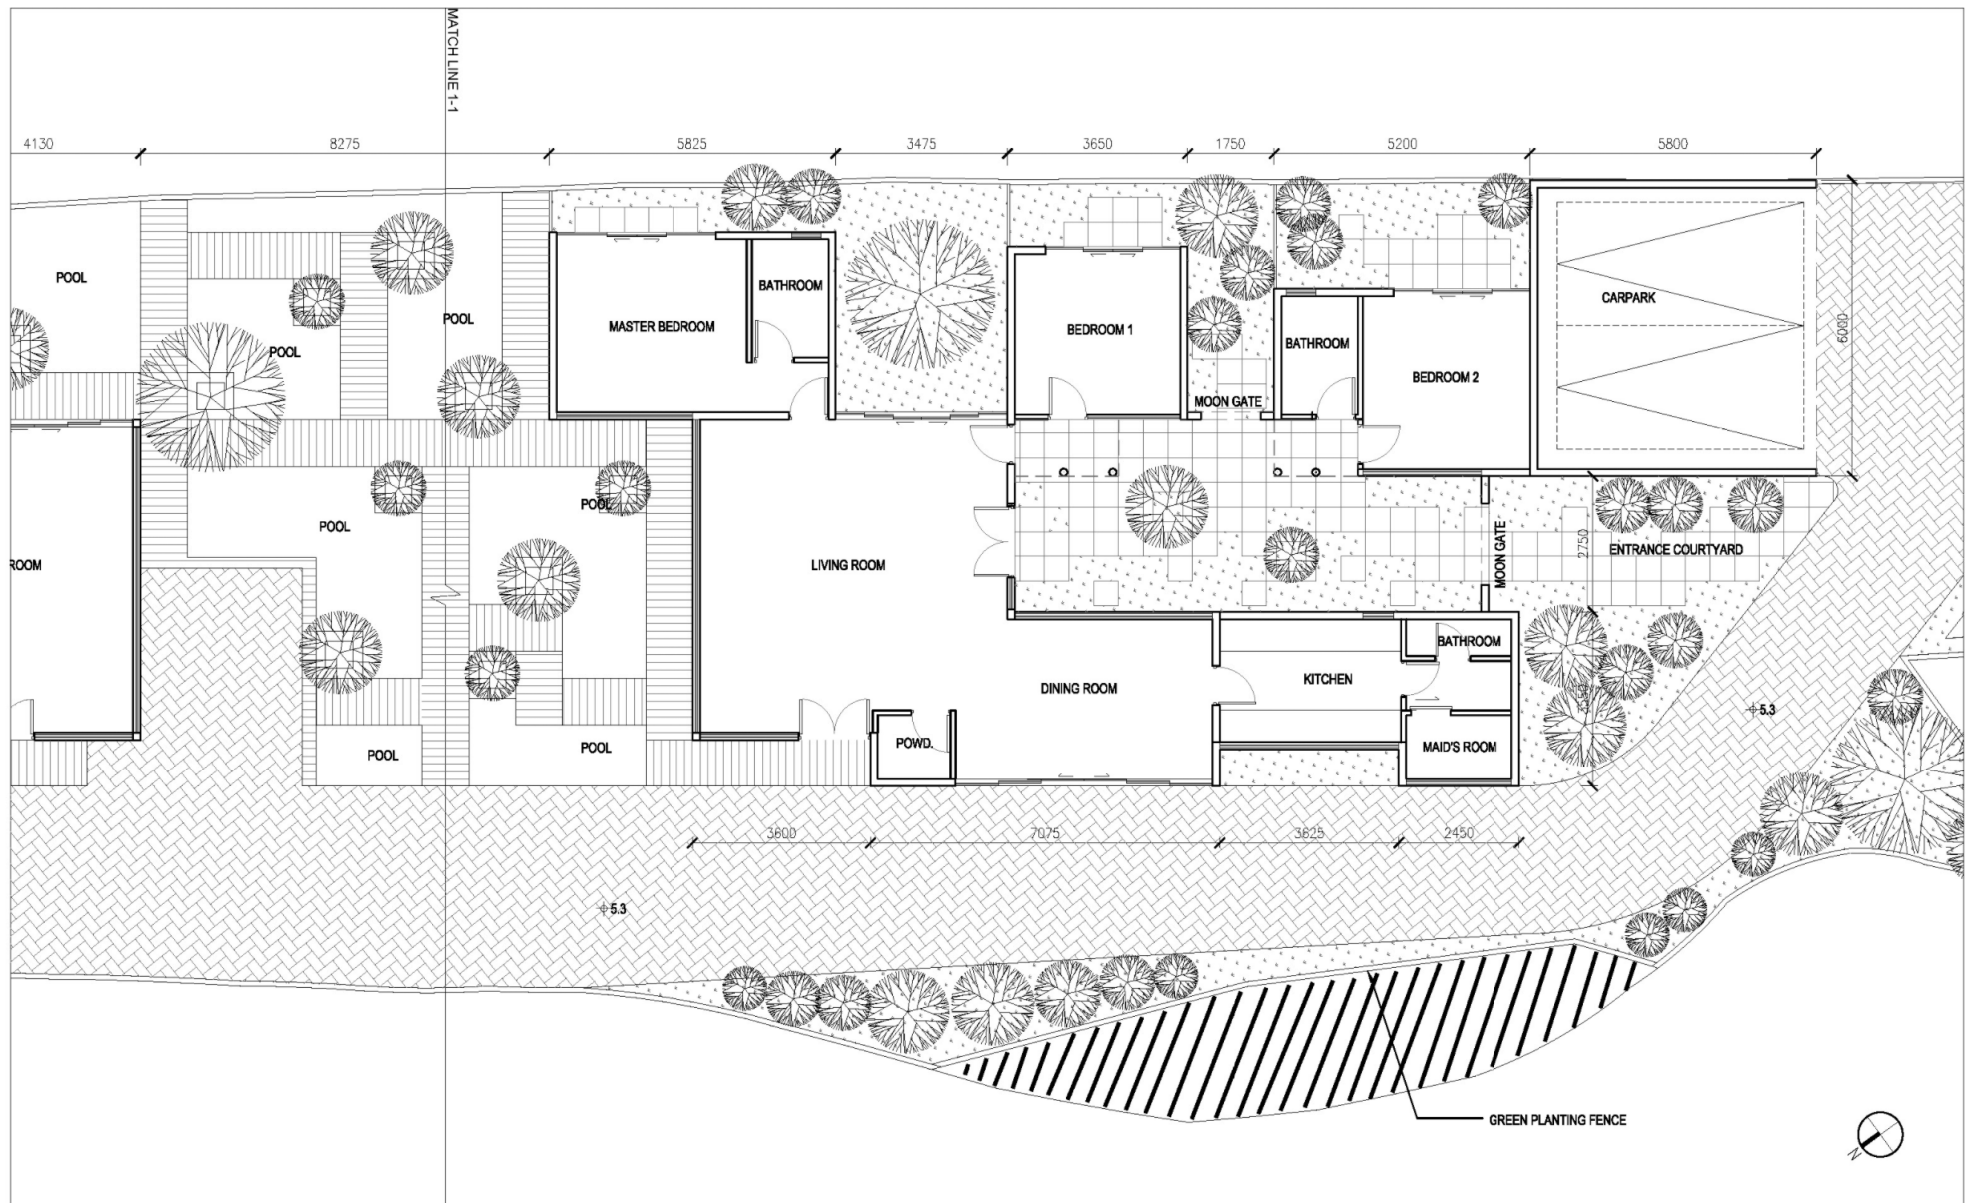 MATCH LINE 1-1
4130
8275
5825
3475
3650
1750
5200
5800
POOL
POOL
POOL
MASTER BEDROOM
BATHROOM
BEDROOM 1
BATHROOM
BEDROOM 2
CARPARK
6000
MOON GATE
POOL
POOL
ROOM
LIVING ROOM
MOON GATE
2750
ENTRANCE COURTYARD
DINING ROOM
KITCHEN
BATHROOM
5.3
POOL
POOL
POWD.
MAID'S ROOM
3600
7075
3625
2450
5.3
GREEN PLANTING FENCE
N